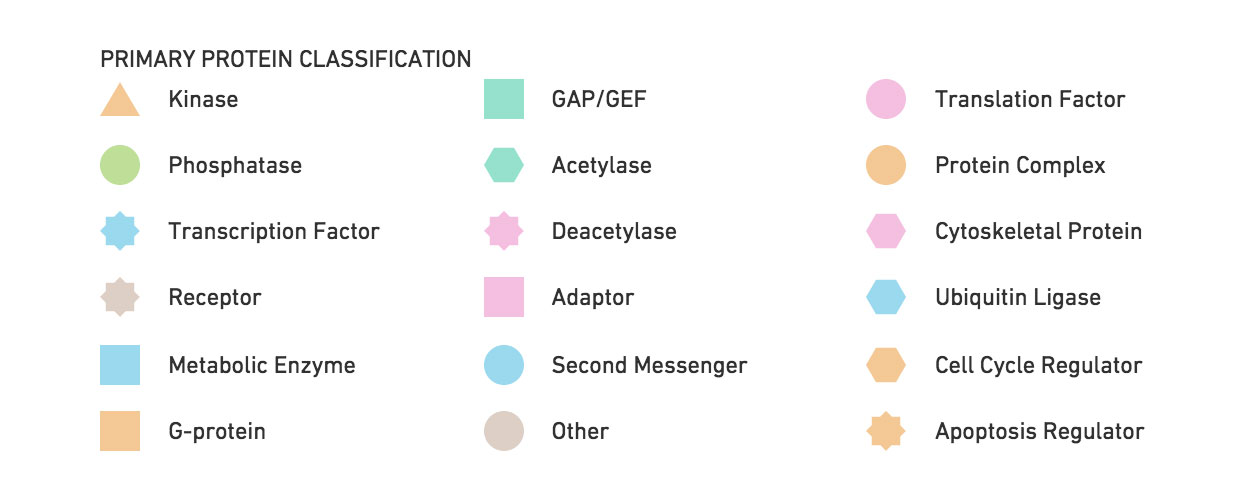 PRIMARY PROTEIN CLASSIFICATION
Kinase
Phosphatase
Transcription Factor
Receptor
Metabolic Enzyme
G-protein
GAP/GEF
Acetylase
Deacetylase
Adaptor
Second Messenger
Other
Translation Factor
Protein Complex
Cytoskeletal Protein
Ubiquitin Ligase
Cell Cycle Regulator
Apoptosis Regulator